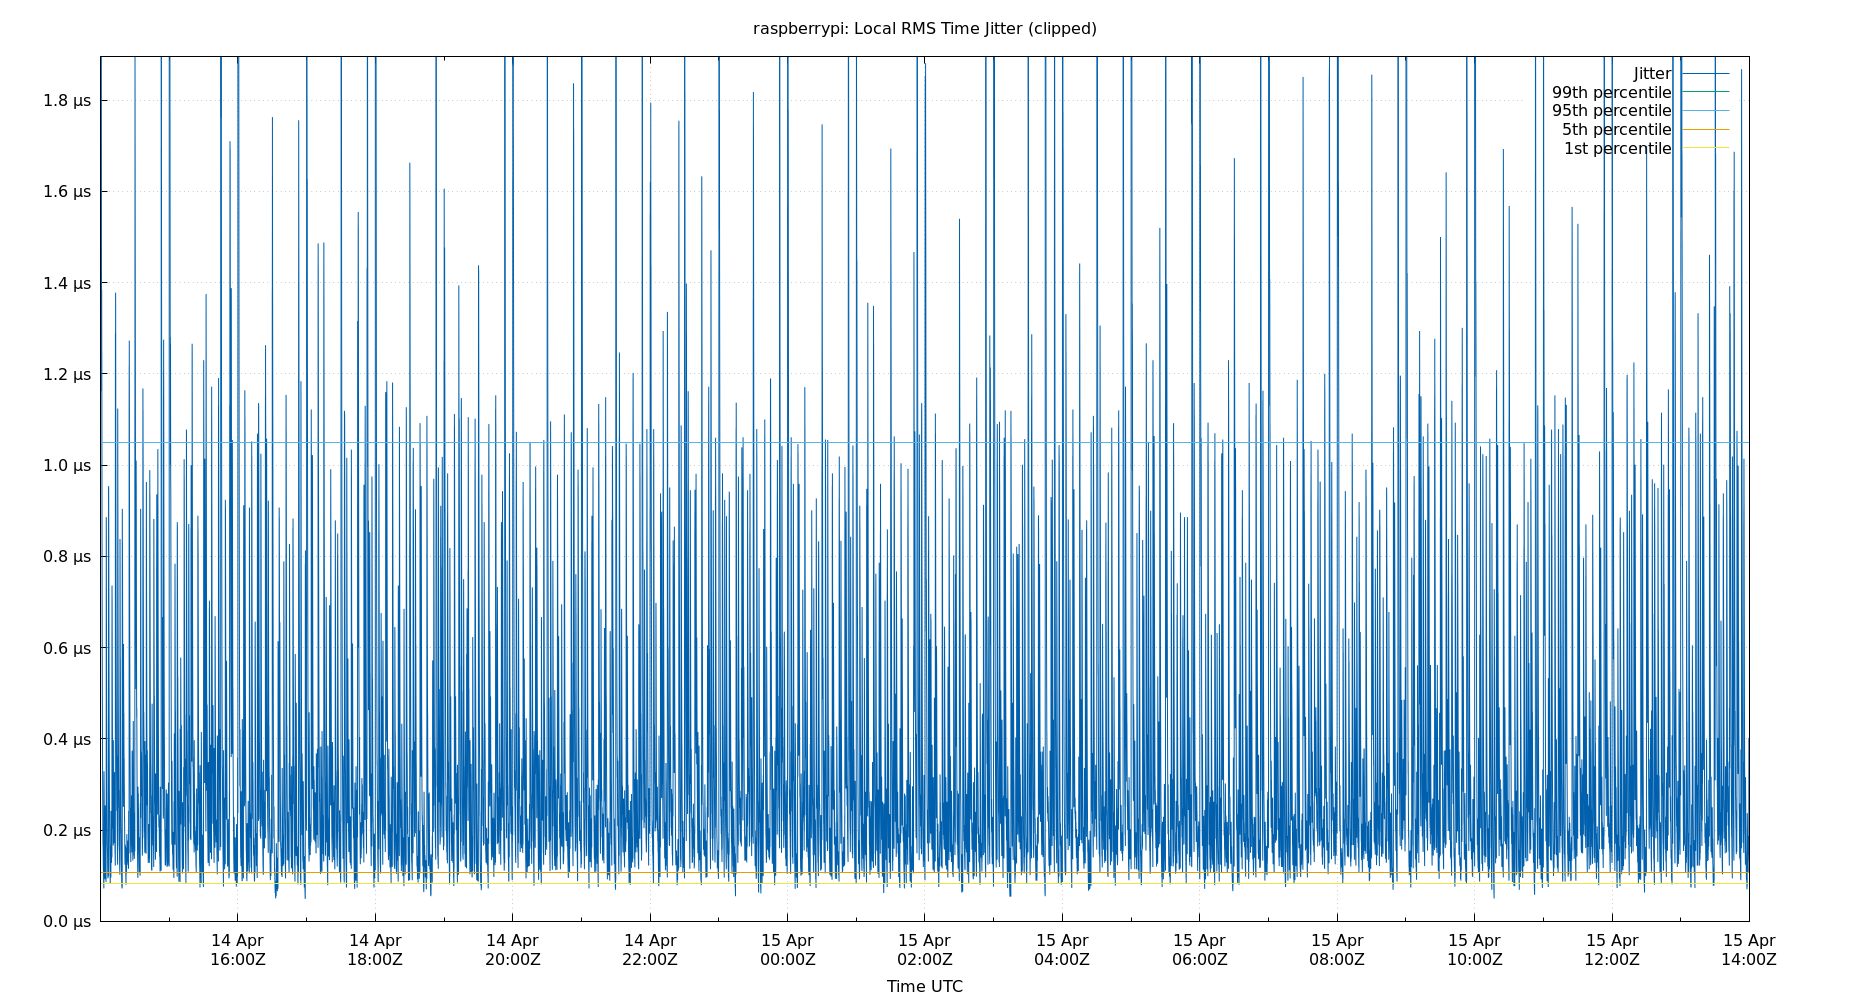 raspberrypi: Local RMS Time Jitter (clipped)
Jitter
99th percentile
95th percentile
5th percentile
1st percentile
1.8 µs
1.6 µs
1.4 µs
1.2 µs
1.0 µs
0.8 µs
0.6 µs
0.4 µs
0.2 µs
0.0 µs
14 Apr 14 Apr 14 Apr 14 Apr 15 Apr 15 Apr 15 Apr 15 Apr 15 Apr 15 Apr 15 Apr 15 Apr
16:00Z 18:00Z 20:00Z 22:00Z 00:00Z 02:00Z 04:00Z 06:00Z 08:00Z 10:00Z 12:00Z 14:00Z
Time UTC